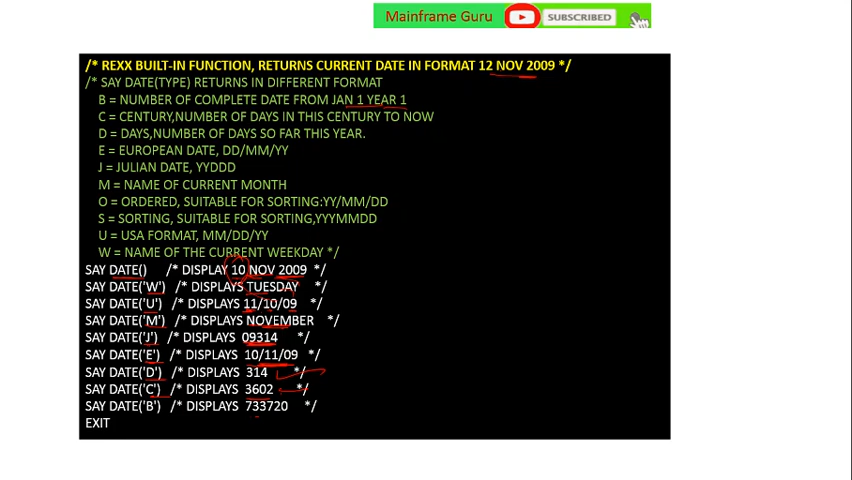 Mainframe Guru
SUBSCRIBED
/* REXX BUILT-IN FUNCTION, RETURNS CURRENT DATE IN FORMAT 12 NOV 2009 */
/* SAY DATE(TYPE) RETURNS IN DIFFERENT FORMAT
B = NUMBER OF COMPLETE DATE FROM JAN 1 YEAR 1
C = CENTURY,NUMBER OF DAYS IN THIS CENTURY TO NOW
D = DAYS,NUMBER OF DAYS SO FAR THIS YEAR.
E = EUROPEAN DATE, DD/MM/YY
J = JULIAN DATE, YYDDD
M = NAME OF CURRENT MONTH
O = ORDERED, SUITABLE FOR SORTING:YY/MM/DD
S = SORTING, SUITABLE FOR SORTING,YYYMMDD
U = USA FORMAT, MM/DD/YY
W = NAME OF THE CURRENT WEEKDAY */
SAY DATE() /* DISPLAY 10 NOV 2009 */
SAY DATE('W') /* DISPLAYS TUESDAY */
SAY DATE('U') /* DISPLAYS 11/10/09 */
SAY DATE('M') /* DISPLAYS NOVEMBER */
SAY DATE('J') /* DISPLAYS 09314 */
SAY DATE('E') /* DISPLAYS 10/11/09 */
SAY DATE('D') /* DISPLAYS 314 */
SAY DATE('C') /* DISPLAYS 3602 */
SAY DATE('B') /* DISPLAYS 733720 */
EXIT